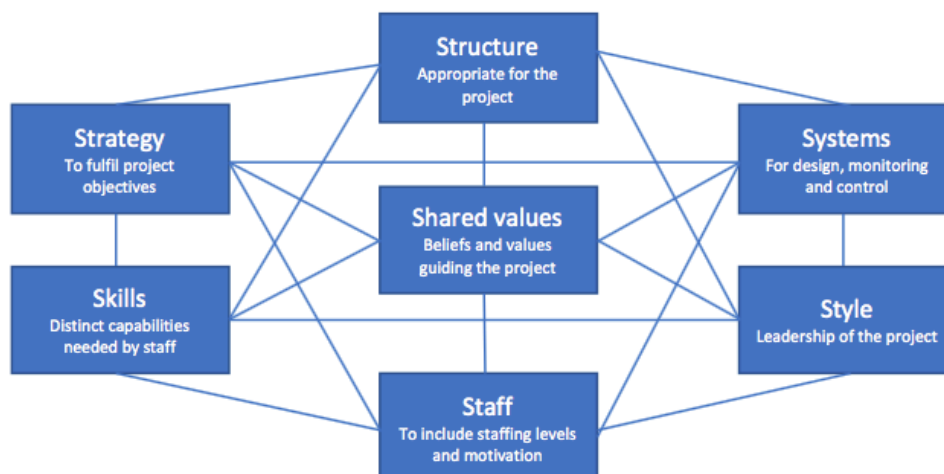 Structure
Appropriate for the
project
Strategy
To fulfil project
objectives
Systems
For design, monitoring
and control
Shared values
Beliefs and values
guiding the project
Skills
Distinct capabilities
needed by staff
Style
Leadership of the project
Staff
To include staffing levels
and motivation